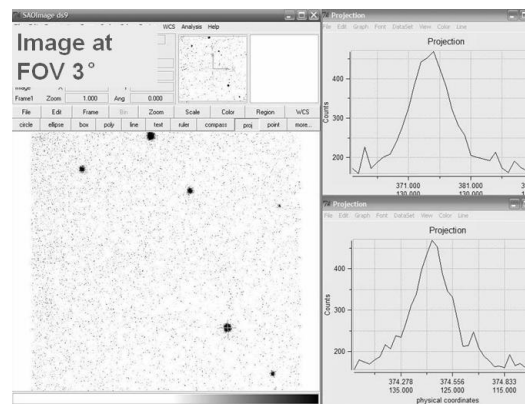 SAOImage ds9
WCS Analysis Help
Image at
FOV 3°
Frame1 Zoom 1.000 Ang 0.000
File Edit Frame Bin Zoom Scale Color Region WCS
circle ellipse box poly line text ruler compass proj point more...
Projection
File Edit Graph Font DataSet View Color Line
Projection
Counts
400
300
200
371.000 381.000
130.000 130.000
Projection
File Edit Graph Font DataSet View Color Line
Projection
Counts
400
300
200
374.278 374.556 374.833
135.000 125.000 115.000
physical coordinates